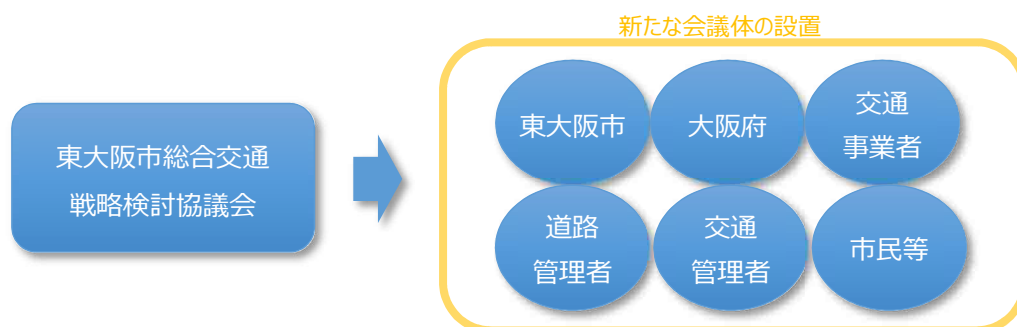 新たな会議体の設置
東大阪市総合交通
戦略検討協議会
東大阪市
大阪府
交通
事業者
道路
管理者
交通
管理者
市民等